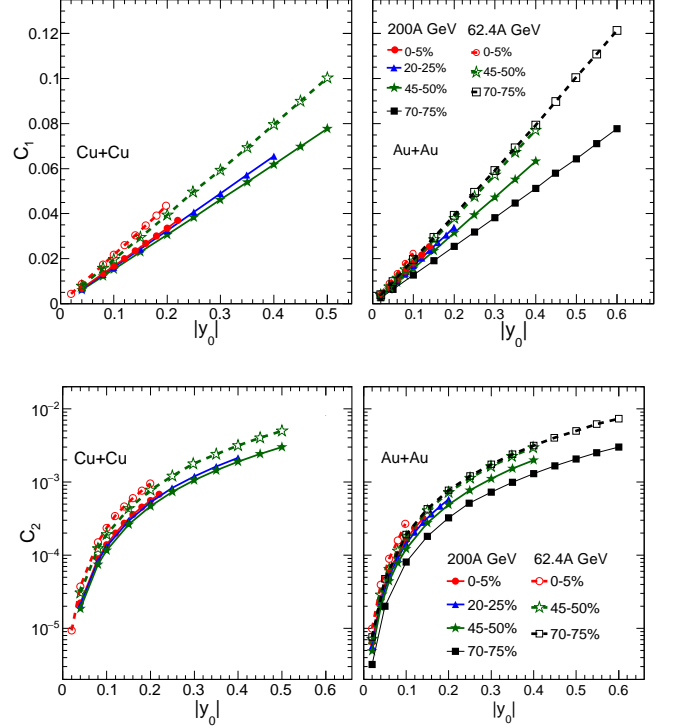 C₁
0.12
0.1
0.08
0.06
0.04
0.02
0
Cu+Cu
0 0.1 0.2 0.3 0.4 0.5
|y₀|
200A GeV 62.4A GeV
0-5% 0-5%
20-25% 45-50%
45-50% 70-75%
70-75%
Au+Au
0 0.1 0.2 0.3 0.4 0.5 0.6
|y₀|
C₂
10⁻²
10⁻³
10⁻⁴
10⁻⁵
Cu+Cu
0 0.1 0.2 0.3 0.4 0.5 0.6
|y₀|
Au+Au
200A GeV 62.4A GeV
0-5% 0-5%
20-25% 45-50%
45-50% 70-75%
70-75%
0 0.1 0.2 0.3 0.4 0.5 0.6
|y₀|